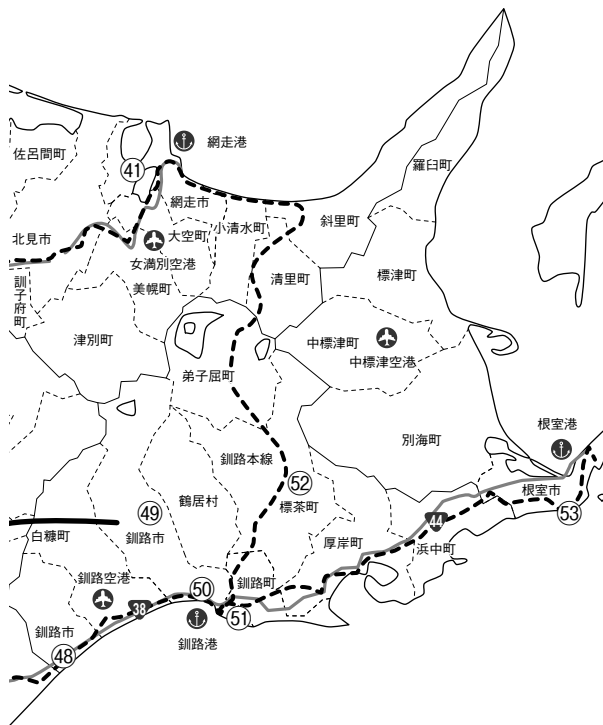 網走港
佐呂間町
羅臼町
41
網走市
斜里町
小清水町
大空町
北見市
女満別空港
清里町
標津町
訓子府町
美幌町
津別町
中標津町
中標津空港
弟子屈町
別海町
根室港
釧路本線
52
根室市
標茶町
鶴居村
49
釧路市
44
53
白糠町
厚岸町
浜中町
釧路空港
50
釧路町
38
51
釧路市
釧路港
48